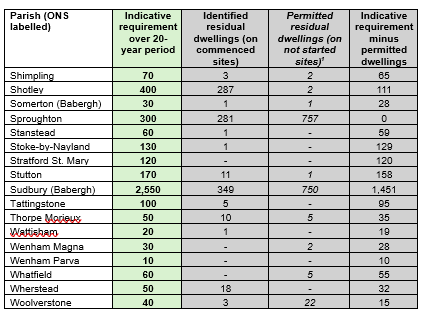 Parish (ONS labelled) | Indicative requirement over 20-year period | Identified residual dwellings (on commenced sites) | Permitted residual dwellings (on not started sites)¹ | Indicative requirement minus permitted dwellings
Shimpling | 70 | 3 | 2 | 65
Shotley | 400 | 287 | 2 | 111
Somerton (Babergh) | 30 | 1 | 1 | 28
Sproughton | 300 | 281 | 757 | 0
Stanstead | 60 | 1 | - | 59
Stoke-by-Nayland | 130 | 1 | - | 129
Stratford St. Mary | 120 | - | - | 120
Stutton | 170 | 11 | 1 | 158
Sudbury (Babergh) | 2,550 | 349 | 750 | 1,451
Tattingstone | 100 | 5 | - | 95
Thorpe Morieux | 50 | 10 | 5 | 35
Wattisham | 20 | 1 | - | 19
Wenham Magna | 30 | - | 2 | 28
Wenham Parva | 10 | - | - | 10
Whatfield | 60 | - | 5 | 55
Wherstead | 50 | 18 | - | 32
Woolverstone | 40 | 3 | 22 | 15